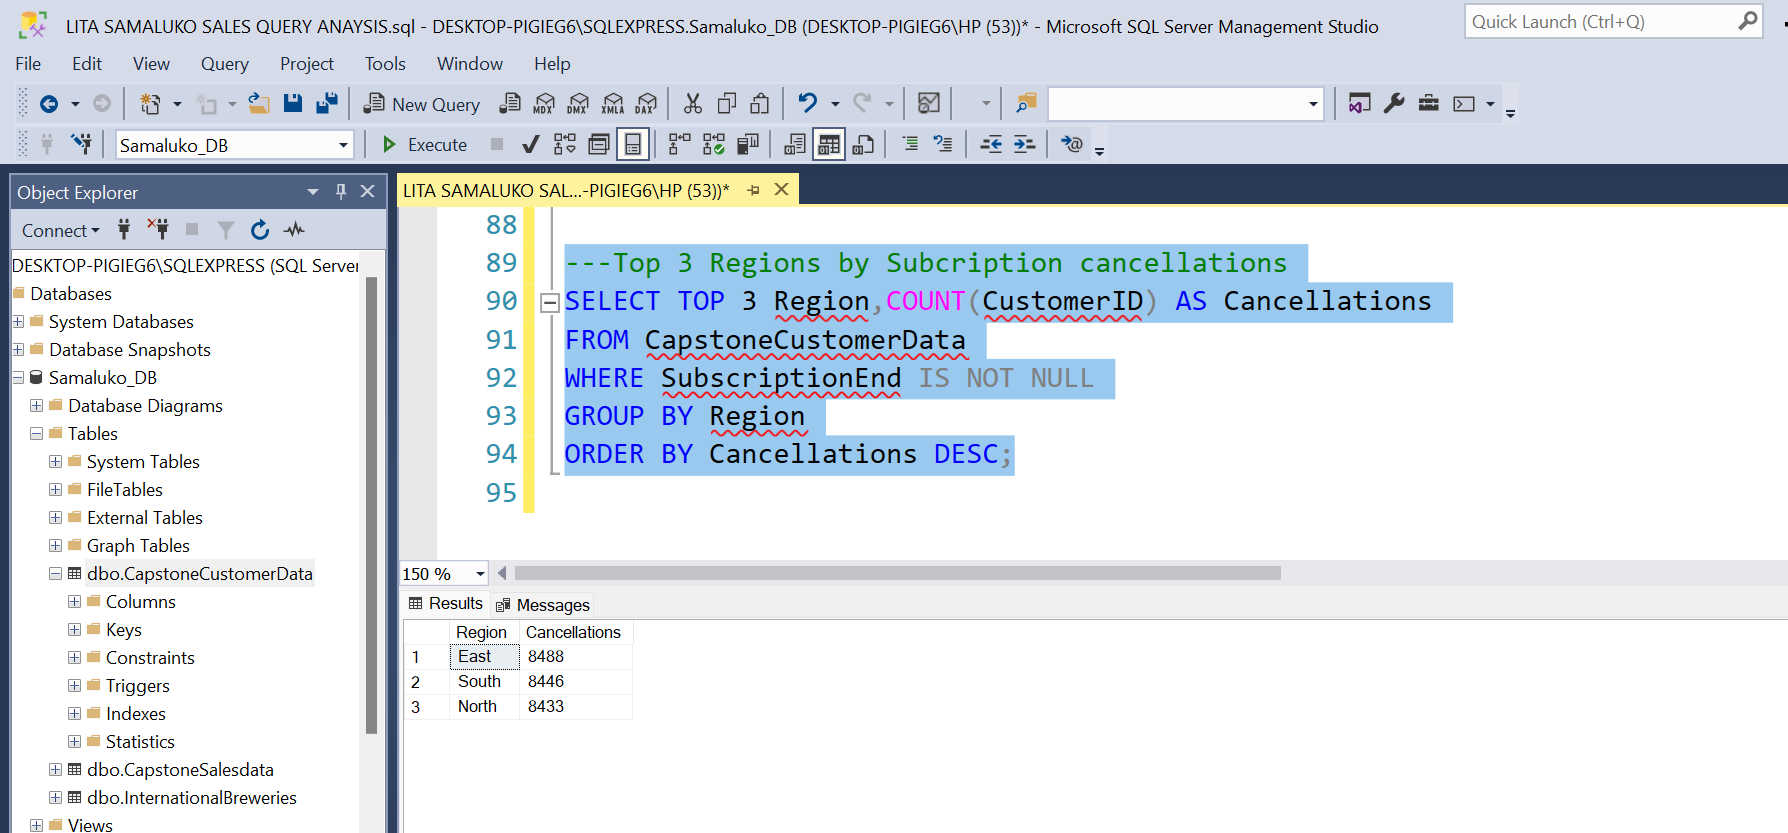 LITA SAMALUKO SALES QUERY ANAYSIS.sql - DESKTOP-PIGIEG6\SQLEXPRESS.Samaluko_DB (DESKTOP-PIGIEG6\HP (53))* - Microsoft SQL Server Management Studio
Quick Launch (Ctrl+Q)
File Edit View Query Project Tools Window Help
New Query MDX DMX XMLA DAX
Samaluko_DB Execute
Object Explorer
Connect
DESKTOP-PIGIEG6\SQLEXPRESS (SQL Server
Databases
System Databases
Database Snapshots
Samaluko_DB
Database Diagrams
Tables
System Tables
FileTables
External Tables
Graph Tables
dbo.CapstoneCustomerData
Columns
Keys
Constraints
Triggers
Indexes
Statistics
dbo.CapstoneSalesdata
dbo.InternationalBreweries
Views
LITA SAMALUKO SAL...-PIGIEG6\HP (53))*
88
89 ---Top 3 Regions by Subcription cancellations
90 SELECT TOP 3 Region,COUNT(CustomerID) AS Cancellations
91 FROM CapstoneCustomerData
92 WHERE SubscriptionEnd IS NOT NULL
93 GROUP BY Region
94 ORDER BY Cancellations DESC;
95
150 %
Results Messages
Region Cancellations
1 East 8488
2 South 8446
3 North 8433